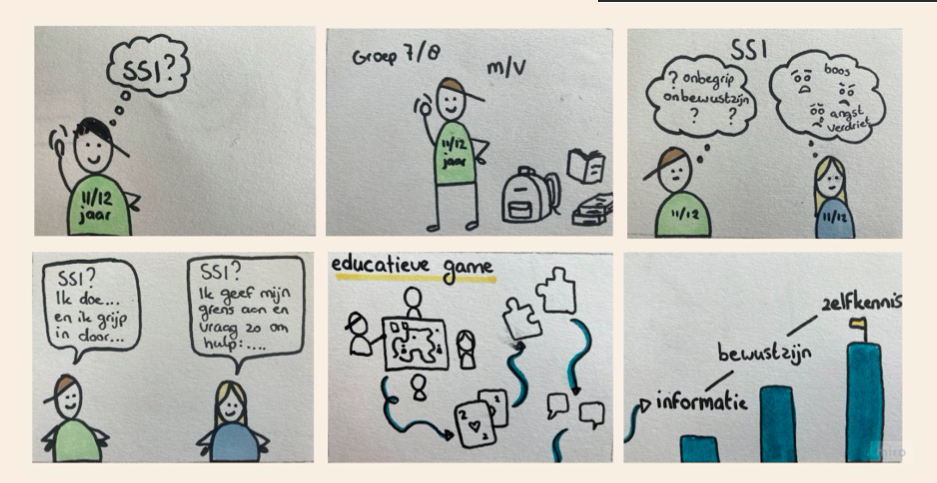 SSI?
11/12
jaar
Groep 7/8
m/V
11/12
jaar
SSI
? onbegrip
onbewustzijn
? ?
boos
angst
verdriet
11/12
11/12
SSI?
Ik doe...
en ik grijp
in door...
SSI?
Ik geef mijn
grens aan en
vraag zo om
hulp:....
educatieve game
2
2
2
zelfkennis
bewustzijn
informatie
miro